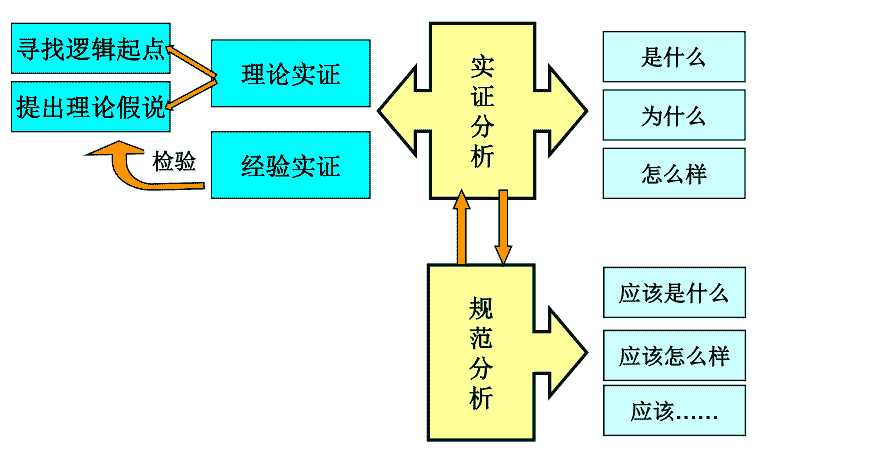 寻找逻辑起点
提出理论假说
检验
理论实证
经验实证
实证分析
是什么
为什么
怎么样
规范分析
应该是什么
应该怎么样
应该……